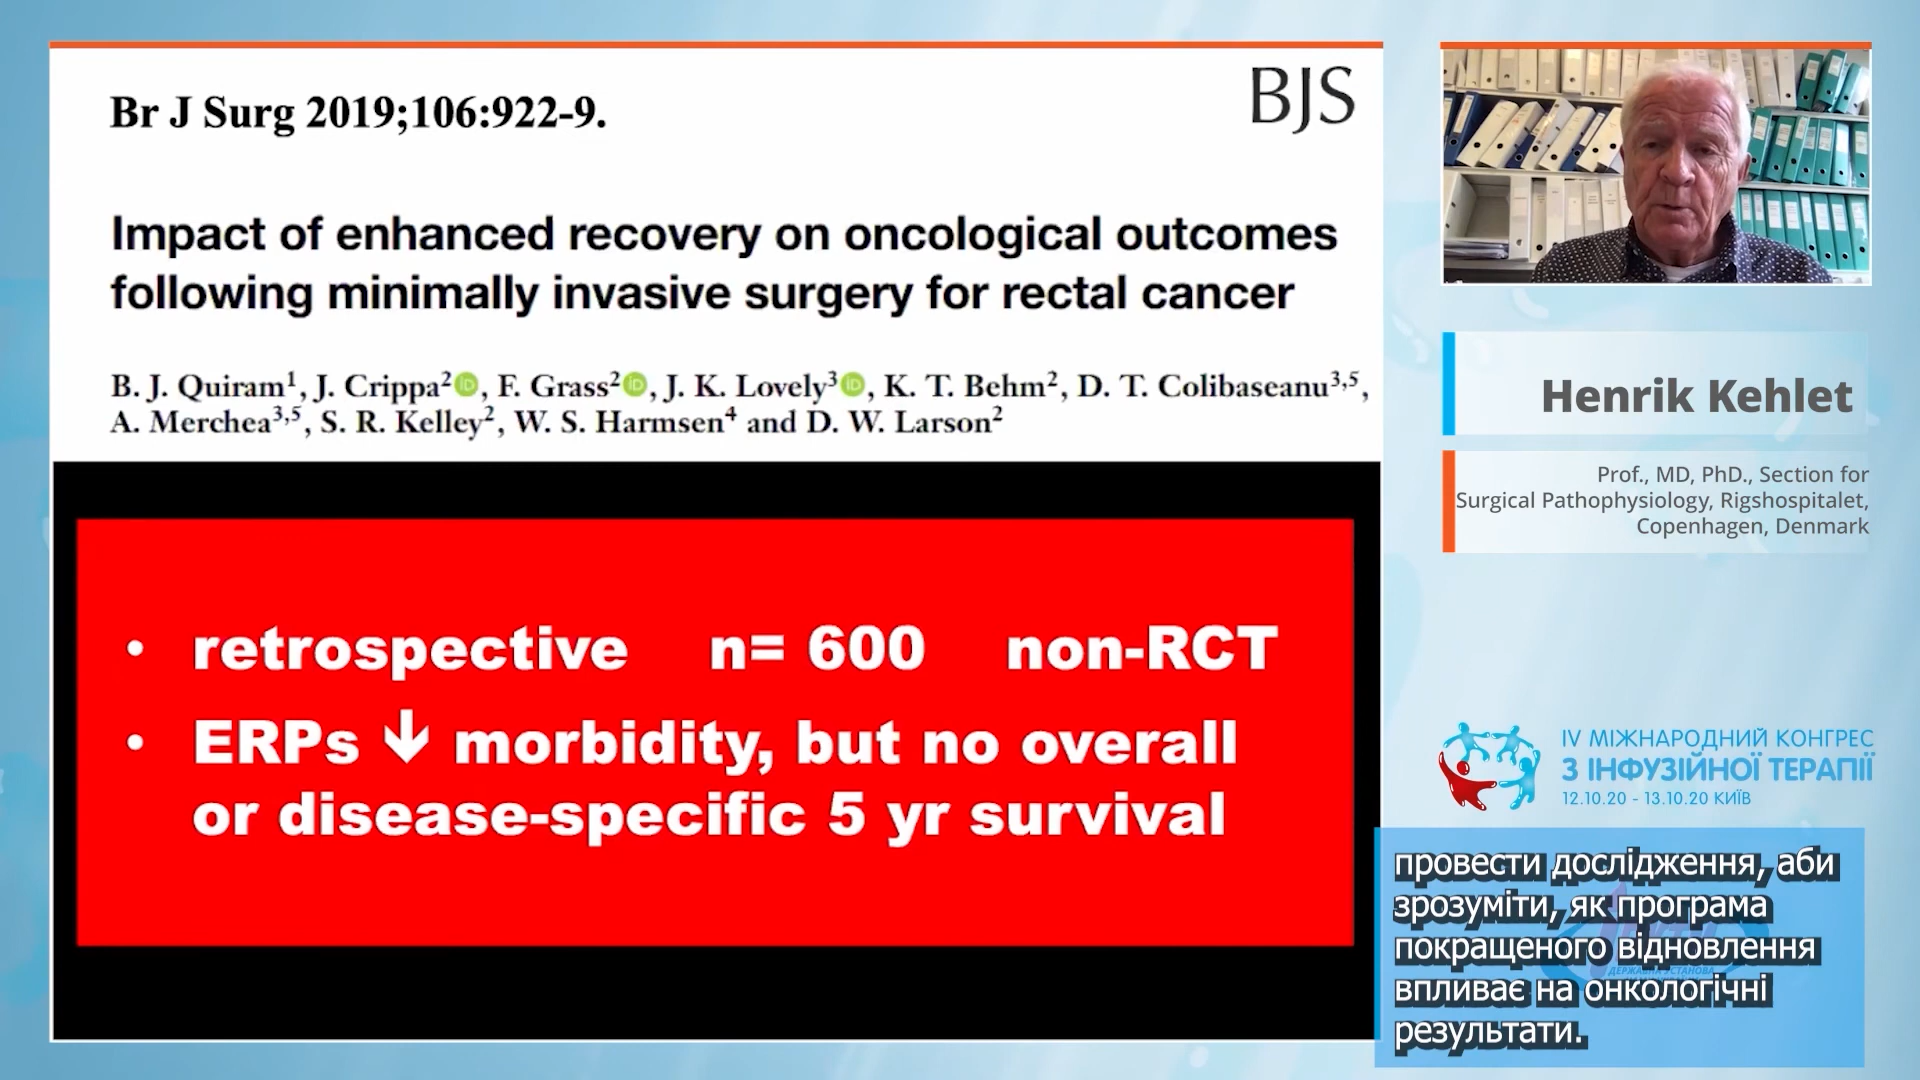 Br J Surg 2019;106:922-9.
BJS
Impact of enhanced recovery on oncological outcomes
following minimally invasive surgery for rectal cancer
B. J. Quiram¹, J. Crippa², F. Grass², J. K. Lovely³, K. T. Behm², D. T. Colibaseanu³,⁵,
A. Merchea³,⁵, S. R. Kelley², W. S. Harmsen⁴ and D. W. Larson²
• retrospective n= 600 non-RCT
• ERPs ↓ morbidity, but no overall
or disease-specific 5 yr survival
Henrik Kehlet
Prof., MD, PhD., Section for
Surgical Pathophysiology, Rigshospitalet,
Copenhagen, Denmark
IV МІЖНАРОДНИЙ КОНГРЕС
З ІНФУЗІЙНОЇ ТЕРАПІЇ
12.10.20 - 13.10.20 КИЇВ
провести дослідження, аби
зрозуміти, як програма
покращеного відновлення
впливає на онкологічні
результати.
ДЕРЖАВНА УСТАНОВА